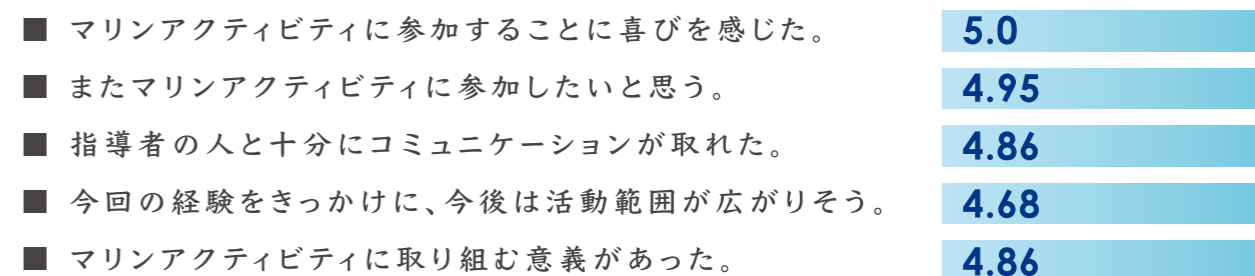 ■ マリンアクティビティに参加することに喜びを感じた。 5.0
■ またマリンアクティビティに参加したいと思う。 4.95
■ 指導者の人と十分にコミュニケーションが取れた。 4.86
■ 今回の経験をきっかけに、今後は活動範囲が広がりそう。 4.68
■ マリンアクティビティに取り組む意義があった。 4.86